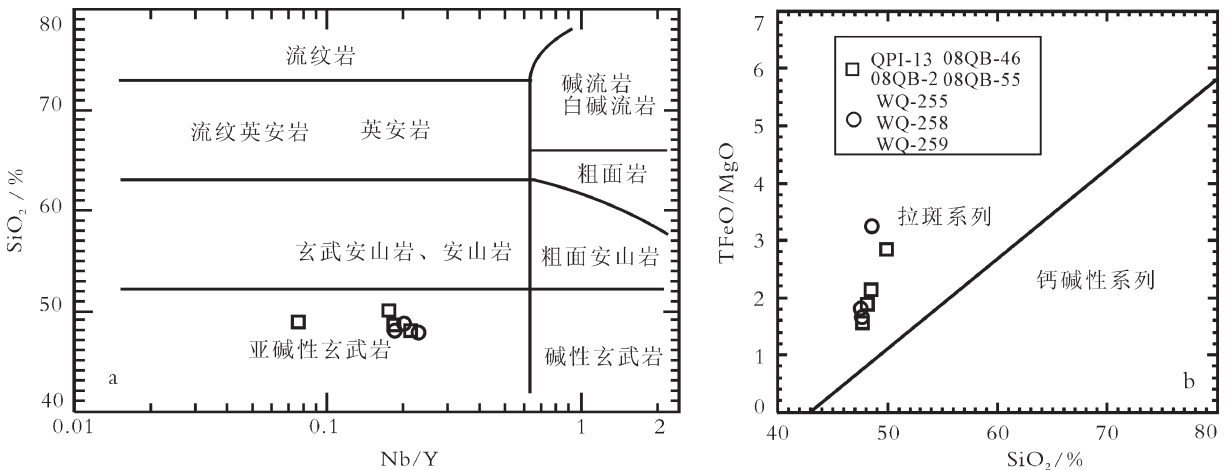 80
70
60
50
40
SiO₂ / %
流纹岩
碱流岩
白碱流岩
流纹英安岩
英安岩
粗面岩
玄武安山岩、安山岩
粗面安山岩
亚碱性玄武岩
碱性玄武岩
a
0.01
0.1
1
2
Nb/Y
7
6
5
4
3
2
1
0
TFeO/MgO
QPI-13 08QB-46
08QB-2 08QB-55
WQ-255
WQ-258
WQ-259
拉斑系列
钙碱性系列
b
40
50
60
70
80
SiO₂ / %